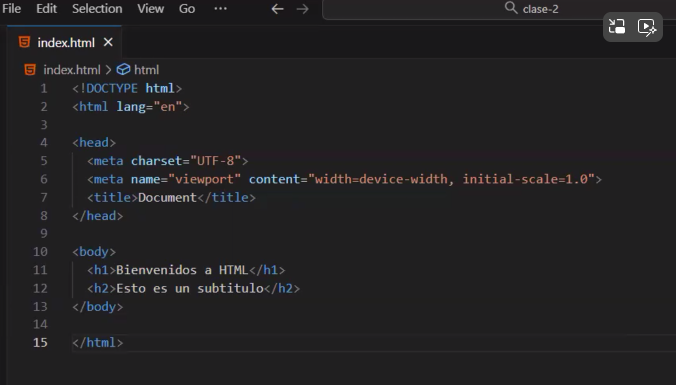 File Edit Selection View Go ··· ← → clase-2
index.html ×
index.html > html
1 <!DOCTYPE html>
2 <html lang="en">
3
4 <head>
5 <meta charset="UTF-8">
6 <meta name="viewport" content="width=device-width, initial-scale=1.0">
7 <title>Document</title>
8 </head>
9
10 <body>
11 <h1>Bienvenidos a HTML</h1>
12 <h2>Esto es un subtitulo</h2>
13 </body>
14
15 </html>